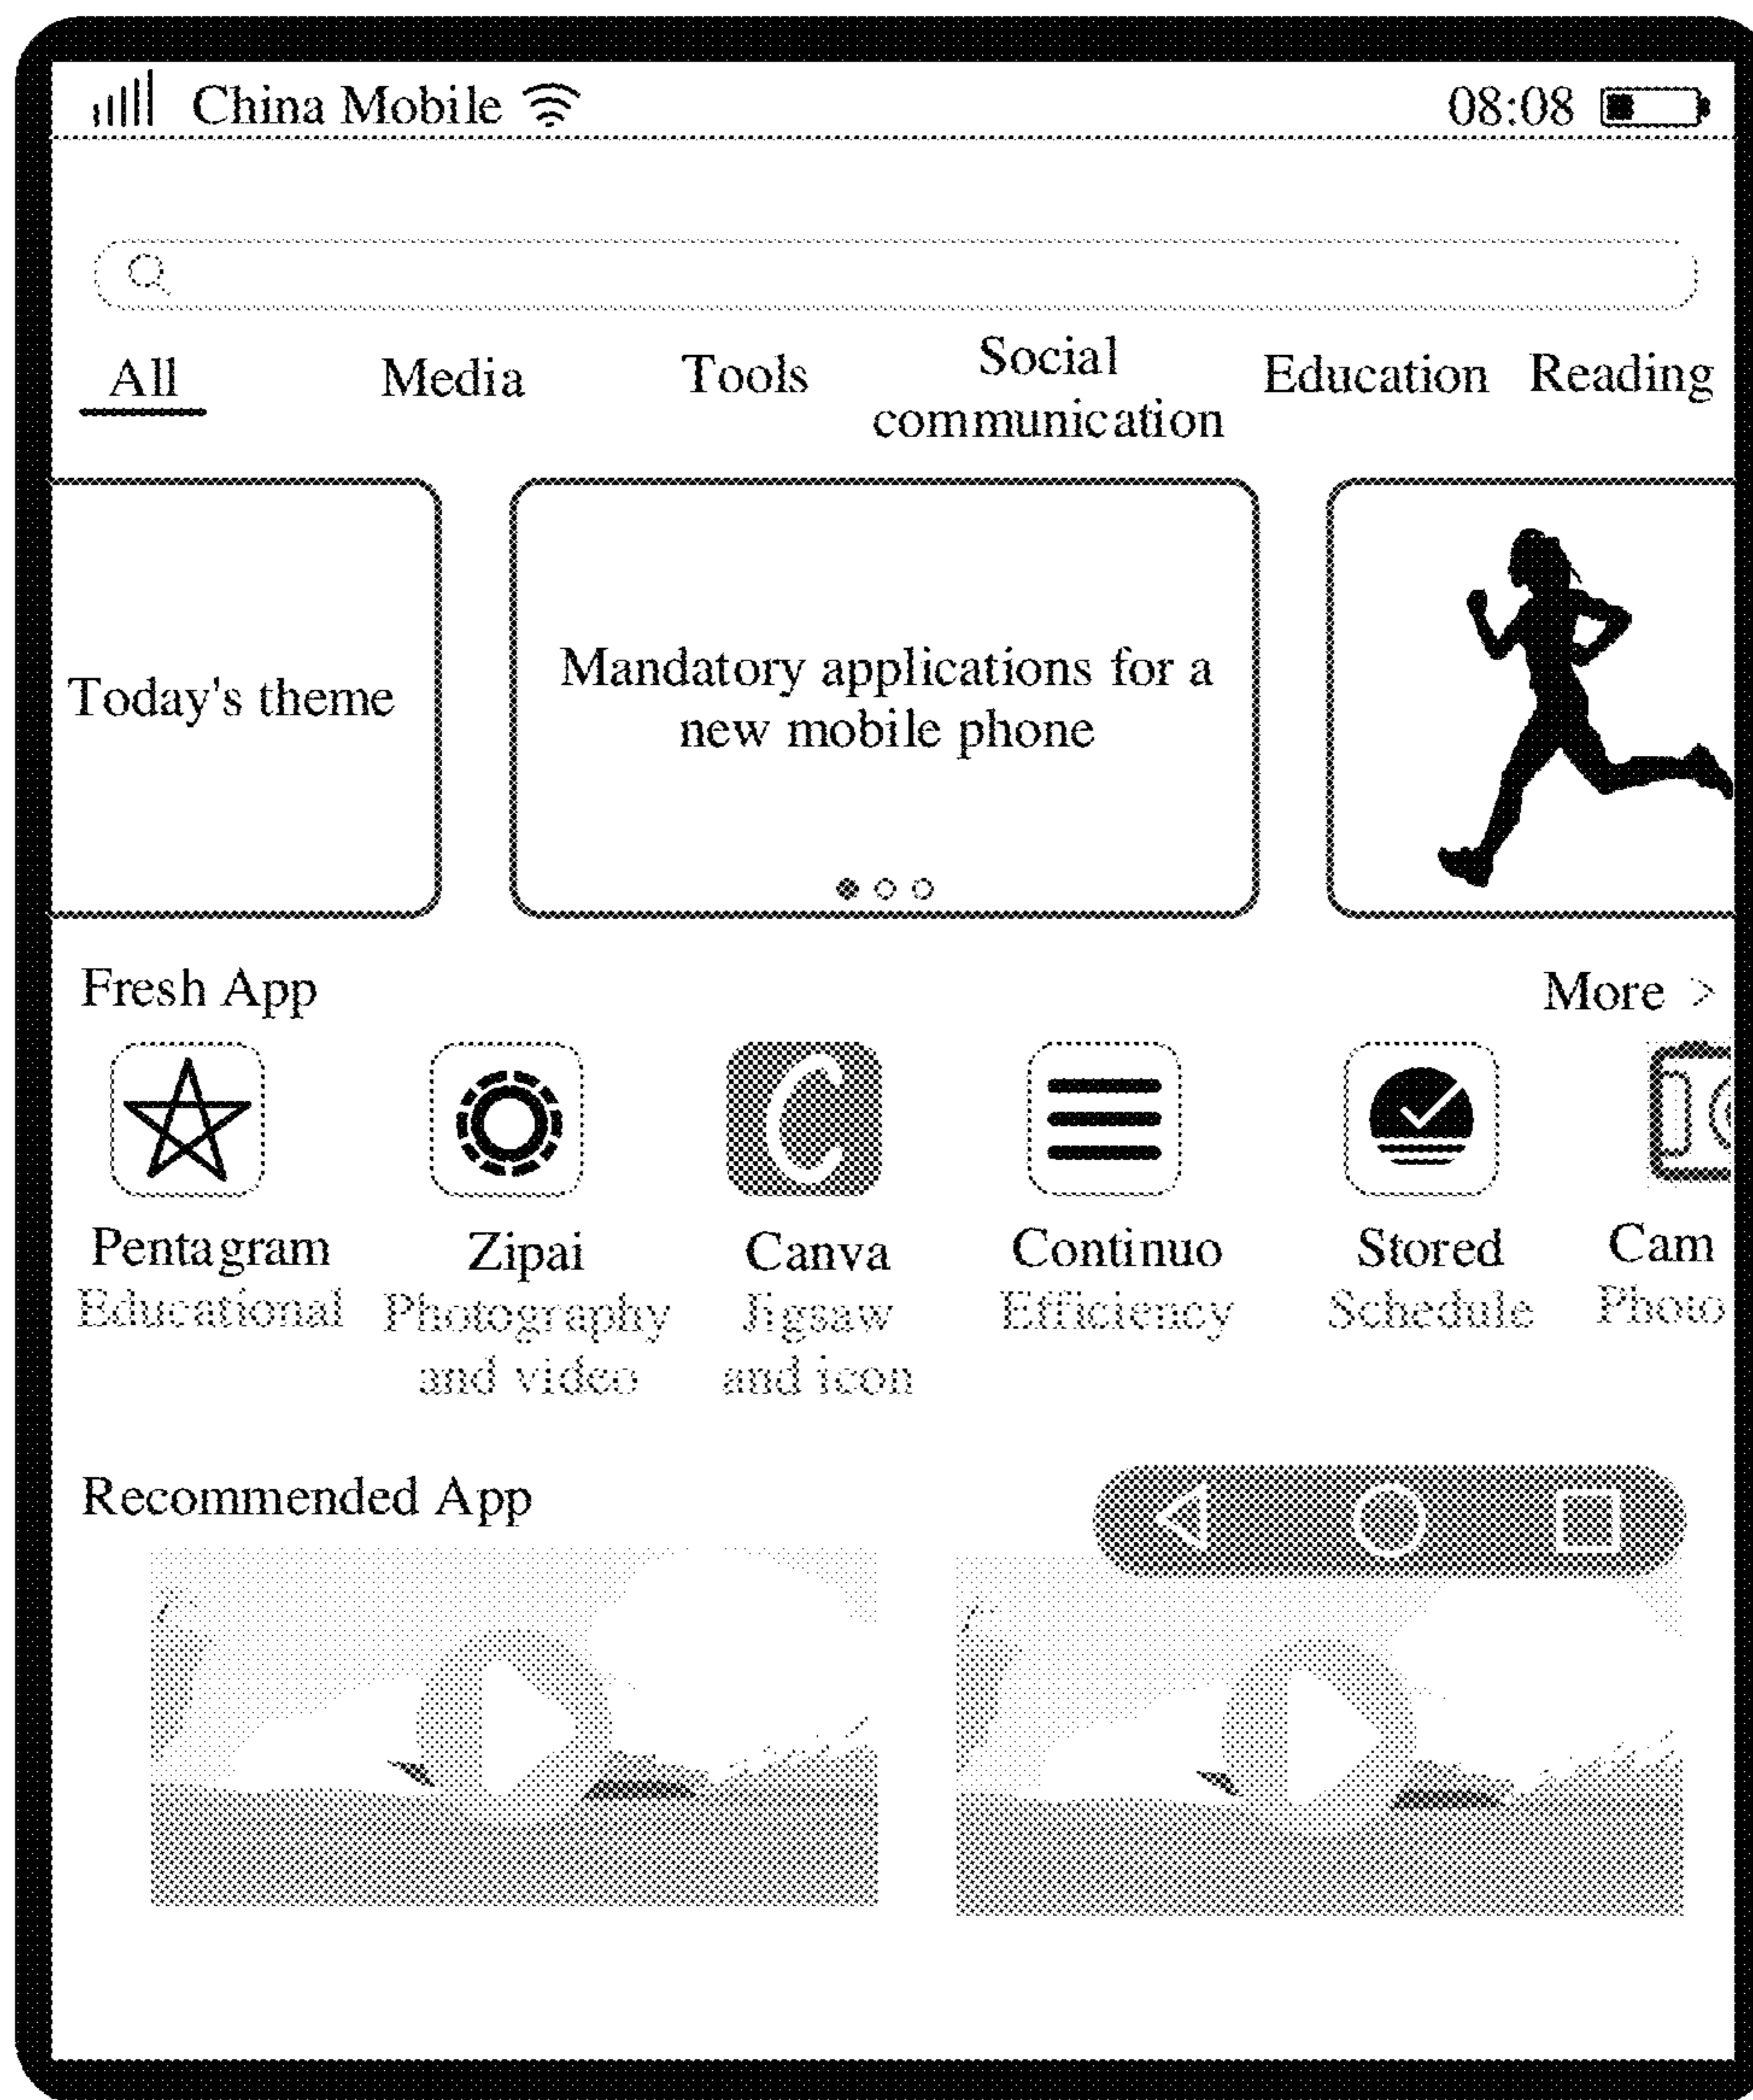 China Mobile 08:08
All Media Tools Social communication Education Reading
Today's theme
Mandatory applications for a
new mobile phone
Fresh App More >
Pentagram Zipai Canva Continuo Stored Cam
Educational Photography and video Jigsaw and icon Efficiency Schedule Photo
Recommended App